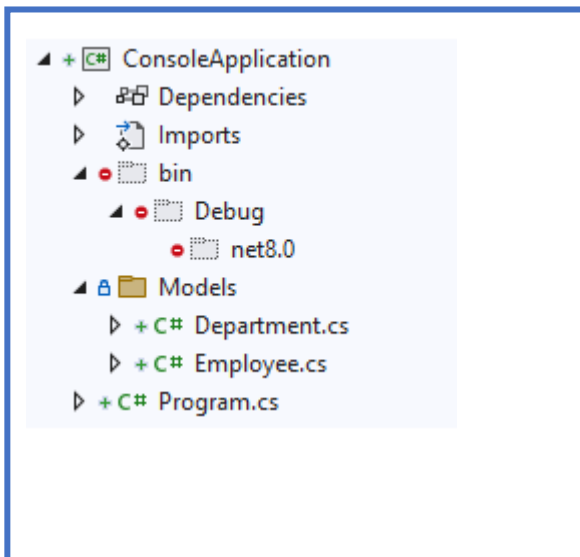 C# ConsoleApplication
Dependencies
Imports
bin
Debug
net8.0
Models
C# Department.cs
C# Employee.cs
C# Program.cs